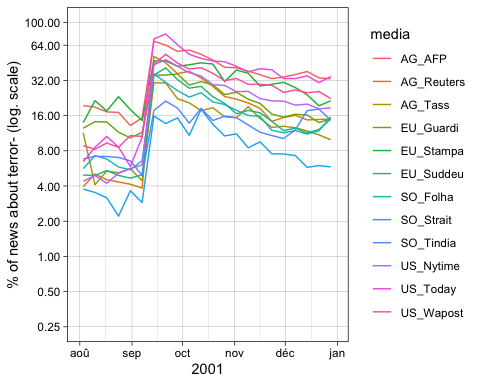 100.00
64.00
32.00
16.00
8.00
4.00
2.00
1.00
0.50
0.25
% of news about terror- (log. scale)
aoû sep oct nov déc jan
2001
media
AG_AFP
AG_Reuters
AG_Tass
EU_Guardi
EU_Stampa
EU_Suddeu
SO_Folha
SO_Strait
SO_Tindia
US_Nytime
US_Today
US_Wapost